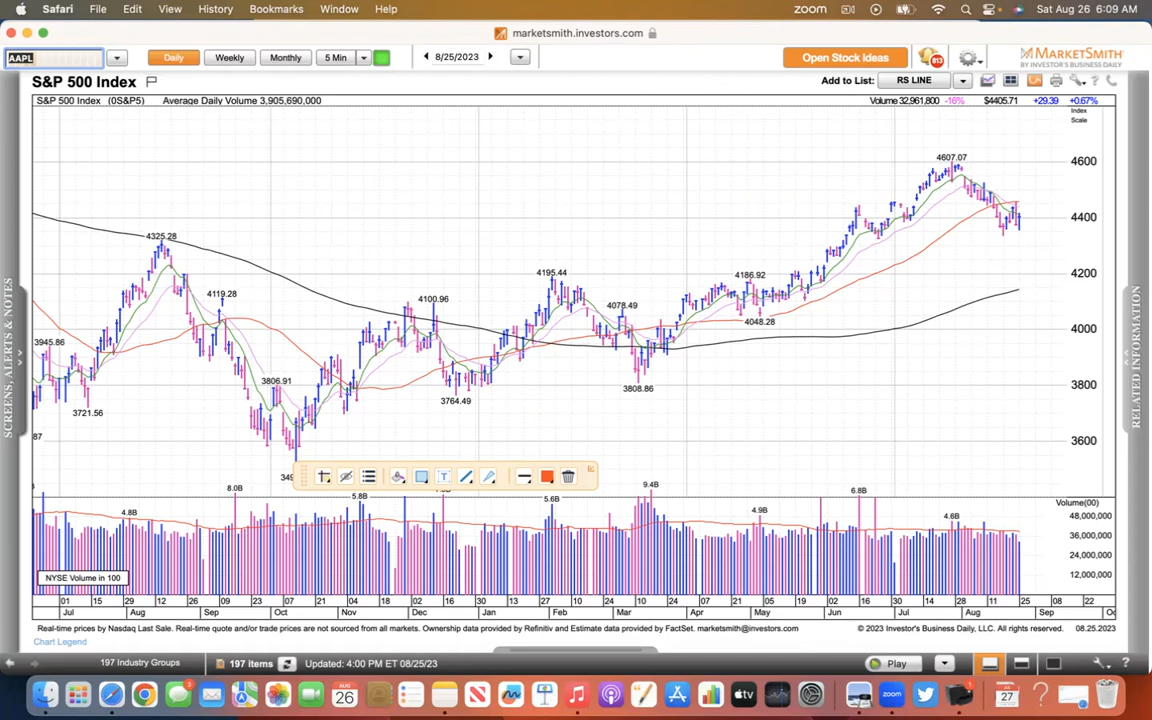 Safari File Edit View History Bookmarks Window Help zoom Sat Aug 26 6:09 AM
marketsmith.investors.com
AAPL Daily Weekly Monthly 5 Min 8/25/2023 Open Stock Ideas 813 MARKETSMITH
BY INVESTOR'S BUSINESS DAILY
S&P 500 Index Add to List: RS LINE
S&P 500 Index (0S&P5) Average Daily Volume 3,905,690,000 Volume 32,961,800 -16% $4405.71 +29.39 +0.67%
Index
Scale
4607.07
4600
4400
4325.28
4200
4195.44
4186.92
4119.28
4100.96
4078.49
4048.28
4000
3945.86
3806.91
3808.86
3800
3764.49
3721.56
3600
87
349
T
9.4B
8.0B
6.8B
5.8B
5.6B
4.9B
4.8B
4.6B
Volume(00)
48,000,000
36,000,000
24,000,000
12,000,000
NYSE Volume in 100
01 15 29 12 26 09 23 07 21 04 18 02 16 30 13 27 10 24 10 24 07 21 05 19 02 16 30 14 28 11 25 08 22
Jul Aug Sep Oct Nov Dec Jan Feb Mar Apr May Jun Jul Aug Sep Oc
Real-time prices by Nasdaq Last Sale. Real-time quote and/or trade prices are not sourced from all markets. Ownership data provided by Refinitiv and Estimate data provided by FactSet. marketsmith@investors.com © 2023 Investor's Business Daily, LLC. All rights reserved. 08.25.2023
Chart Legend
SCREENS, ALERTS & NOTES
RELATED INFORMATION
197 Industry Groups 197 items Updated: 4:00 PM ET 08/25/23 Play
3 AUG 26 tv zoom JUL 27